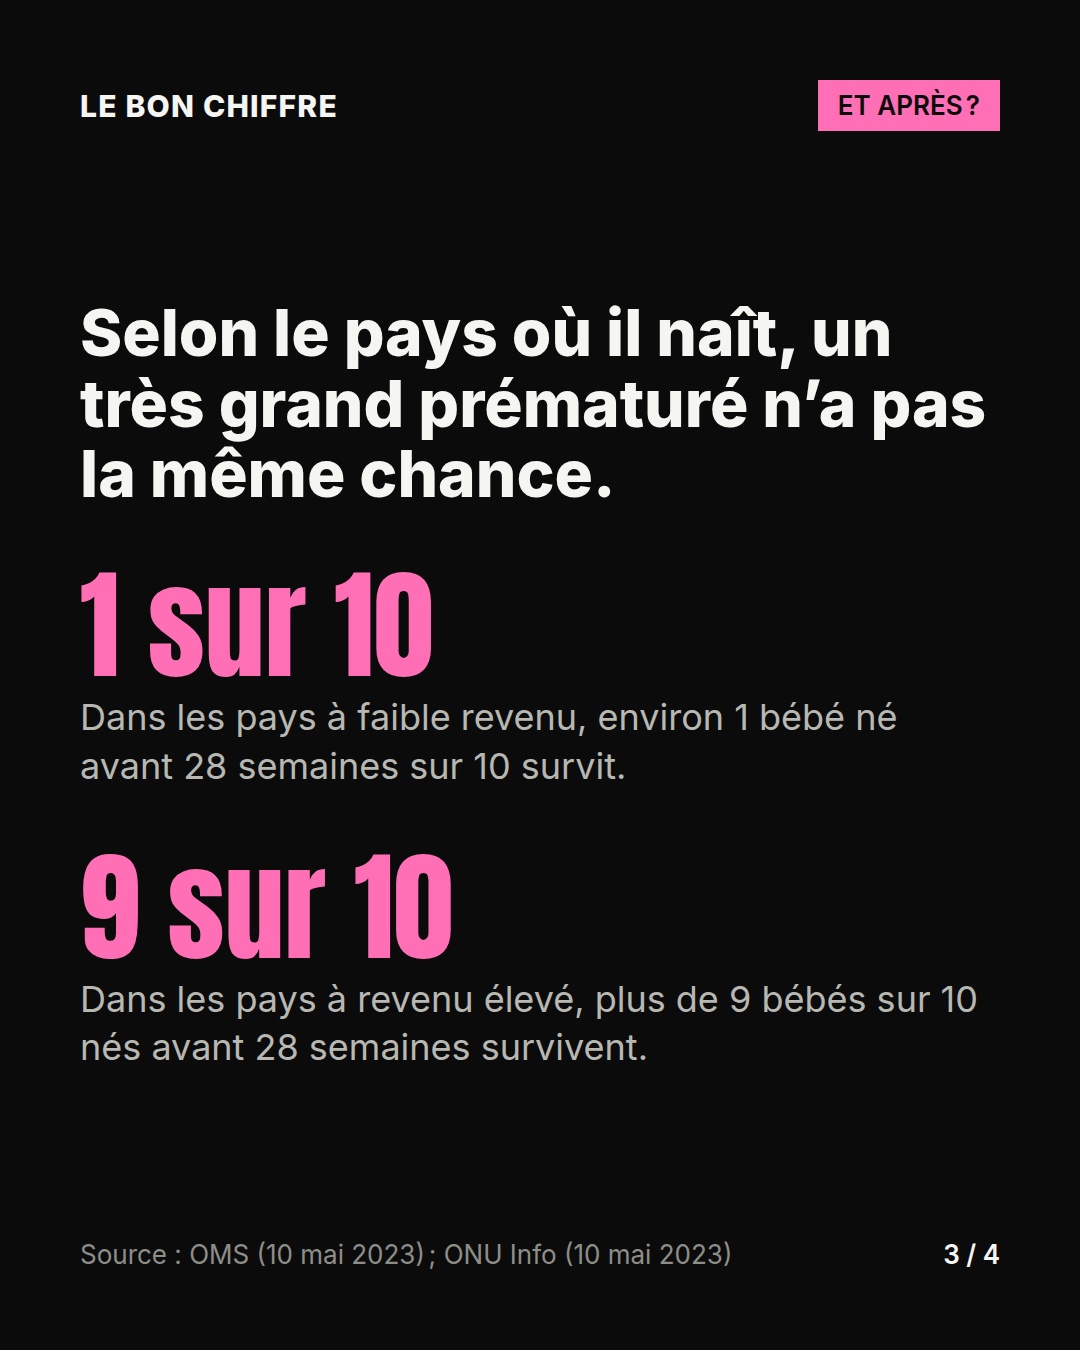 LE BON CHIFFRE
ET APRÈS ?
Selon le pays où il naît, un
très grand prématuré n’a pas
la même chance.
1 sur 10
Dans les pays à faible revenu, environ 1 bébé né
avant 28 semaines sur 10 survit.
9 sur 10
Dans les pays à revenu élevé, plus de 9 bébés sur 10
nés avant 28 semaines survivent.
Source : OMS (10 mai 2023) ; ONU Info (10 mai 2023)
3 / 4